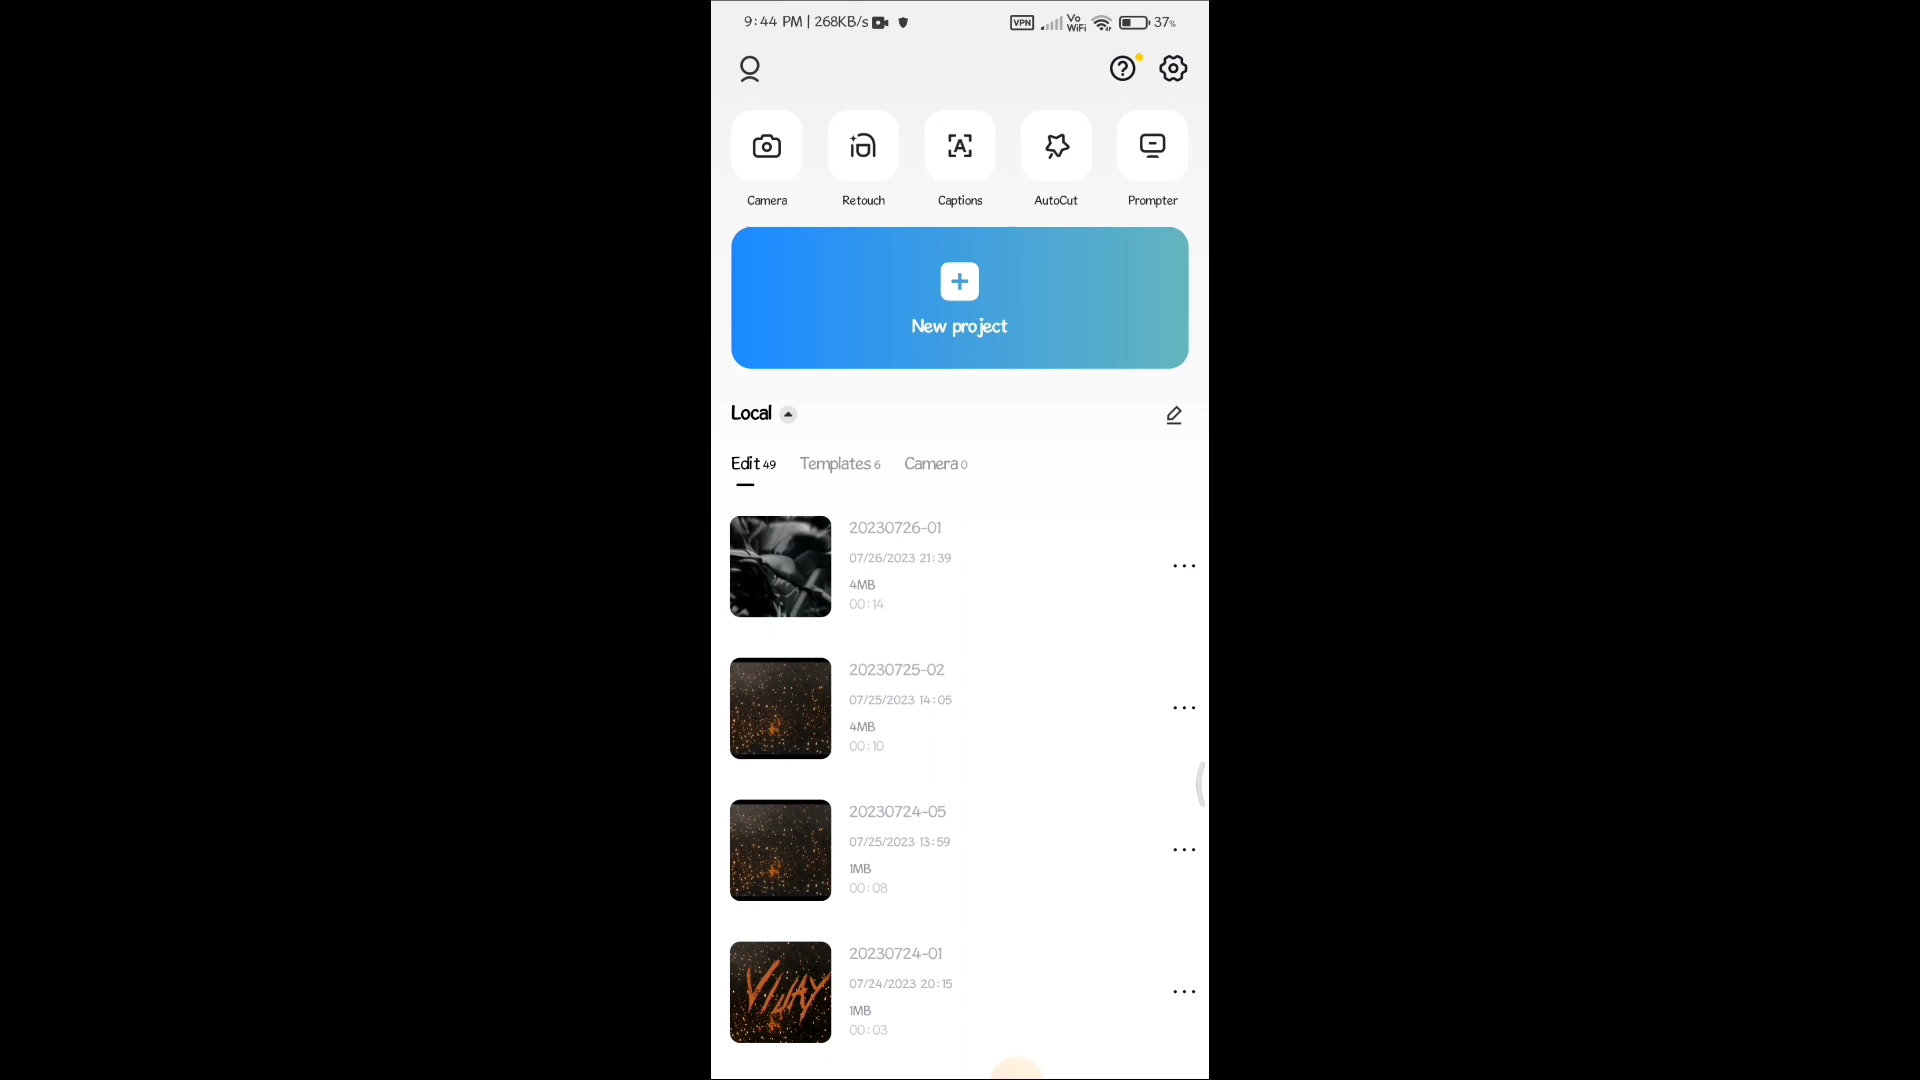 9:44 PM | 268KB/s VPN Vo WiFi 37%
Camera Retouch Captions AutoCut Prompter
New project
Local
Edit 49 Templates 6 Camera 0
20230726-01
07/26/2023 21:39
4MB
00:14
20230725-02
07/25/2023 14:05
4MB
00:10
20230724-05
07/25/2023 13:59
1MB
00:08
20230724-01
07/24/2023 20:15
1MB
00:03
VIJAY